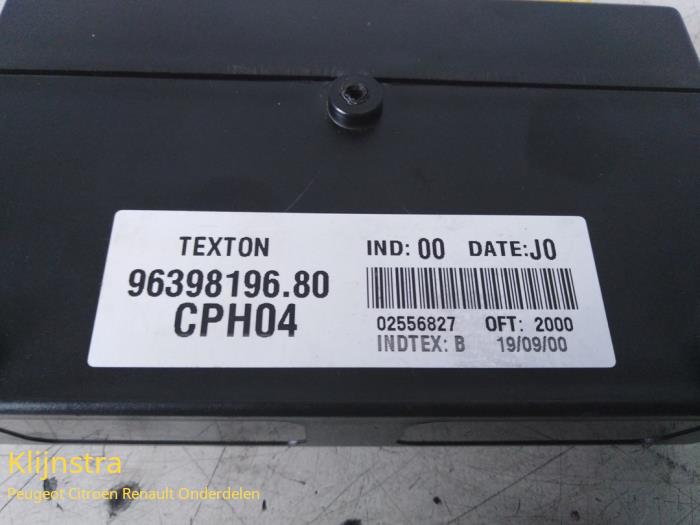 TEXTON
96398196.80
CPH04
IND: 00 DATE: J0
02556827 OFT: 2000
INDTEX: B 19/09/00
Klijnstra
Peugeot Citroën Renault Onderdelen